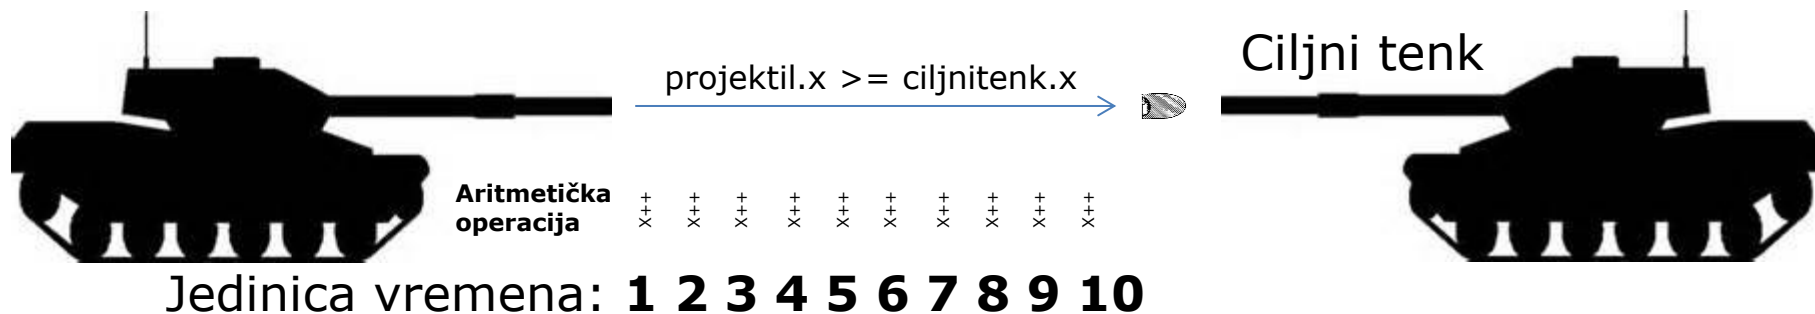 Ciljni tenk
projektil.x >= ciljnitenk.x
Aritmetička
operacija
x++ x++ x++ x++ x++ x++ x++ x++ x++ x++
Jedinica vremena: 1 2 3 4 5 6 7 8 9 10